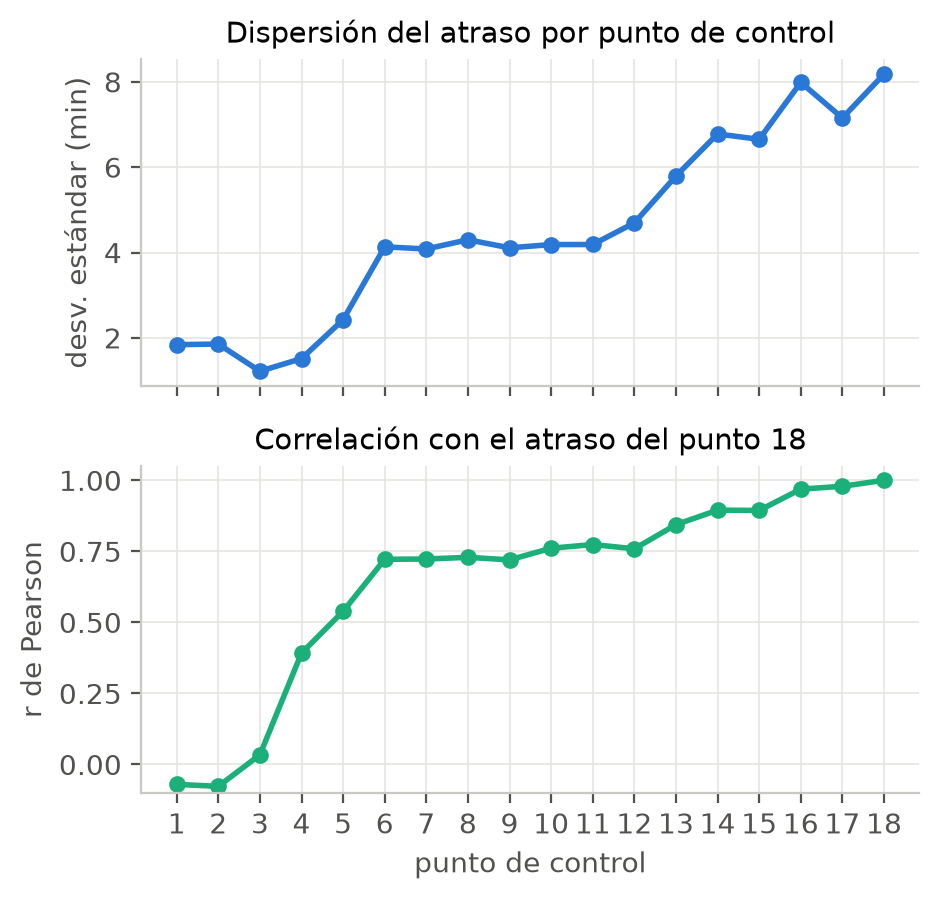 Dispersión del atraso por punto de control
desv. estándar (min)
8
6
4
2
Correlación con el atraso del punto 18
r de Pearson
1.00
0.75
0.50
0.25
0.00
1 2 3 4 5 6 7 8 9 10 11 12 13 14 15 16 17 18
punto de control